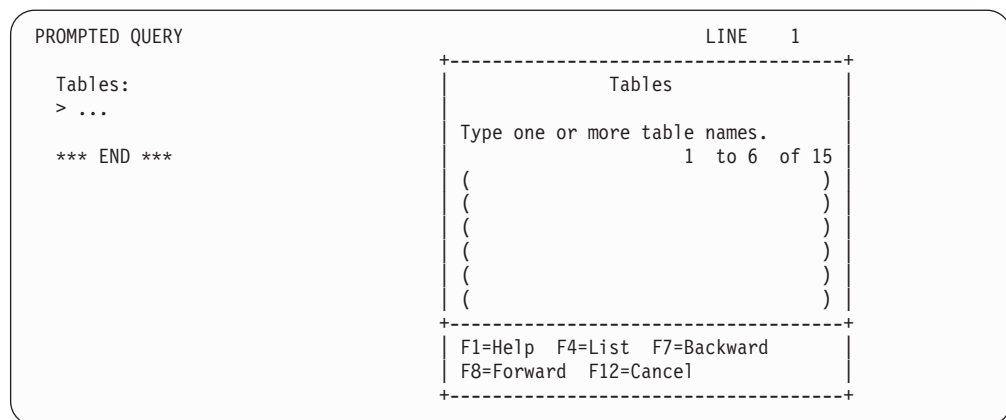 PROMPTED QUERY LINE 1
+-------------------------------------+
Tables: | Tables |
> ... | |
| Type one or more table names. |
*** END *** | 1 to 6 of 15 |
| ( ) |
| ( ) |
| ( ) |
| ( ) |
| ( ) |
| ( ) |
+-------------------------------------+
| F1=Help F4=List F7=Backward |
| F8=Forward F12=Cancel |
+-------------------------------------+